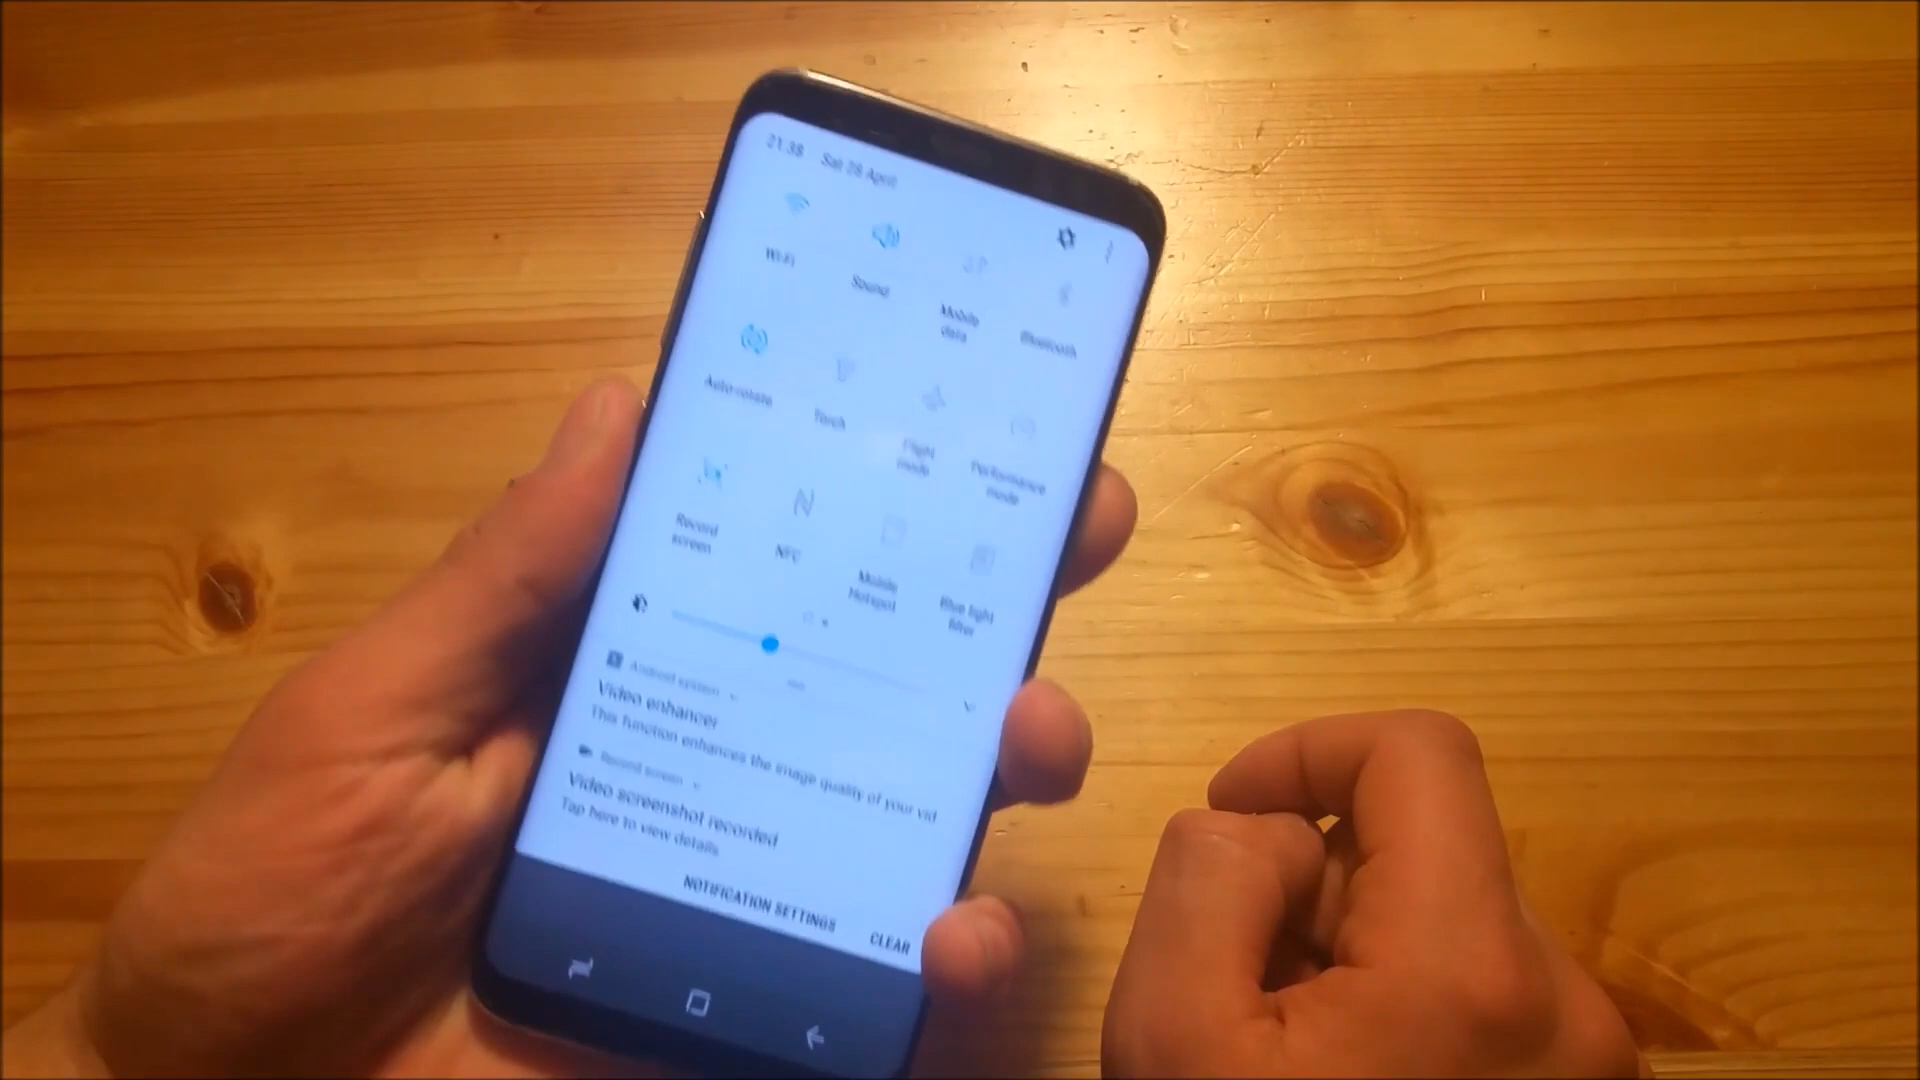 21:38 Sat 28 April
Wi-Fi
Sound
Mobile
data
Bluetooth
Auto-rotate
Torch
Flight
mode
Performance
mode
Record
screen
NFC
Mobile
Hotspot
Blue light
filter
Android system
Video enhancer
This function enhances the image quality of your vid
Record screen
Video screenshot recorded
Tap here to view details.
NOTIFICATION SETTINGS
CLEAR